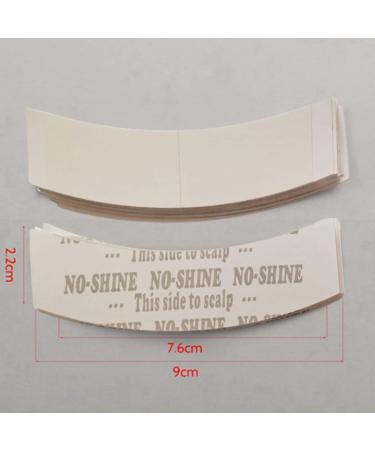 ... This side to scalp ...
NO-SHINE NO-SHINE NO-SHINE
... This side to scalp ...
NO-SHINE NO-SHINE NO-SHINE
2.2cm
7.6cm
9cm